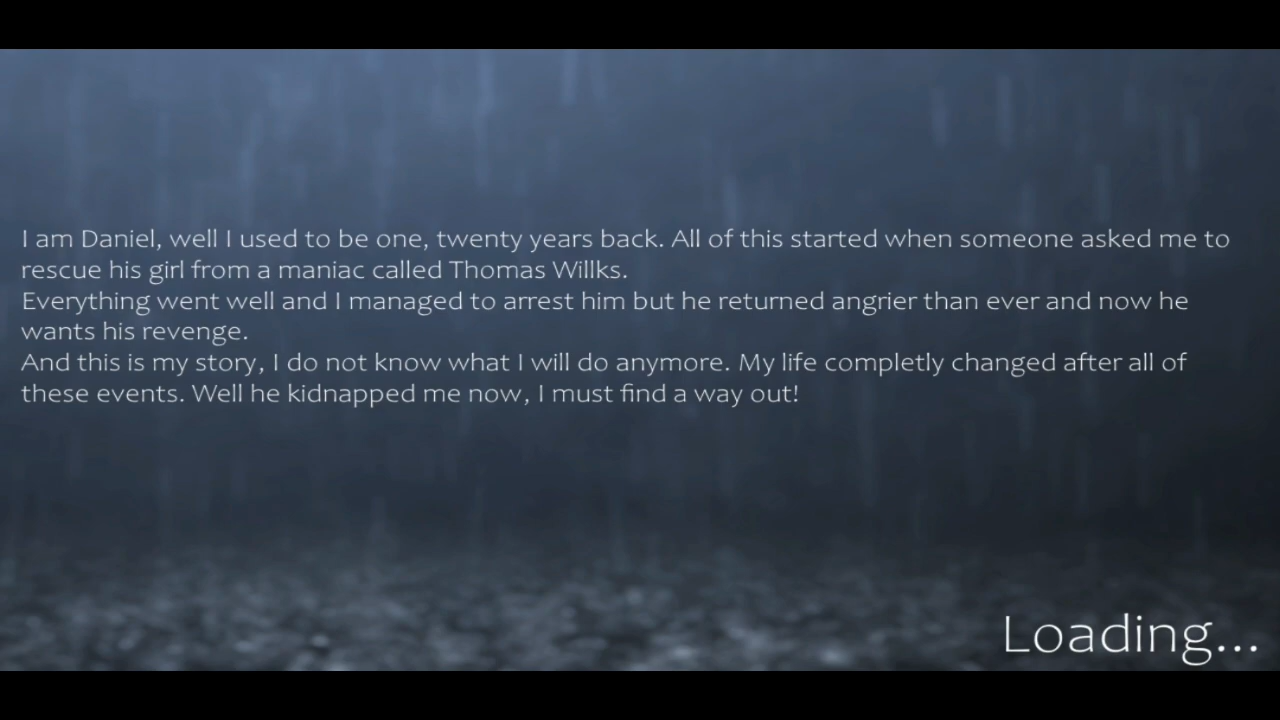 I am Daniel, well I used to be one, twenty years back. All of this started when someone asked me to
rescue his girl from a maniac called Thomas Willks.
Everything went well and I managed to arrest him but he returned angrier than ever and now he
wants his revenge.
And this is my story, I do not know what I will do anymore. My life completly changed after all of
these events. Well he kidnapped me now, I must find a way out!
Loading...